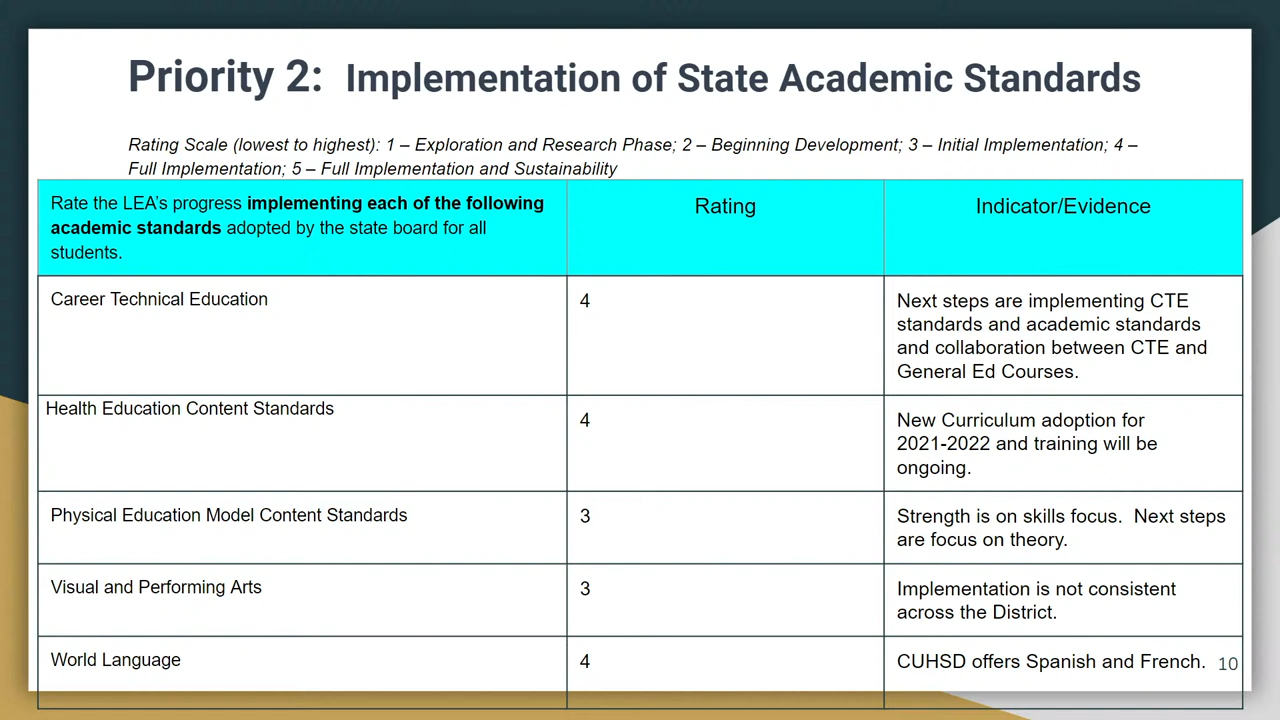 Priority 2: Implementation of State Academic Standards
Rating Scale (lowest to highest): 1 – Exploration and Research Phase; 2 – Beginning Development; 3 – Initial Implementation; 4 –
Full Implementation; 5 – Full Implementation and Sustainability
Rate the LEA's progress implementing each of the following
academic standards adopted by the state board for all
students.
Rating
Indicator/Evidence
Career Technical Education
4
Next steps are implementing CTE
standards and academic standards
and collaboration between CTE and
General Ed Courses.
Health Education Content Standards
4
New Curriculum adoption for
2021-2022 and training will be
ongoing.
Physical Education Model Content Standards
3
Strength is on skills focus.  Next steps
are focus on theory.
Visual and Performing Arts
3
Implementation is not consistent
across the District.
World Language
4
CUHSD offers Spanish and French.
10